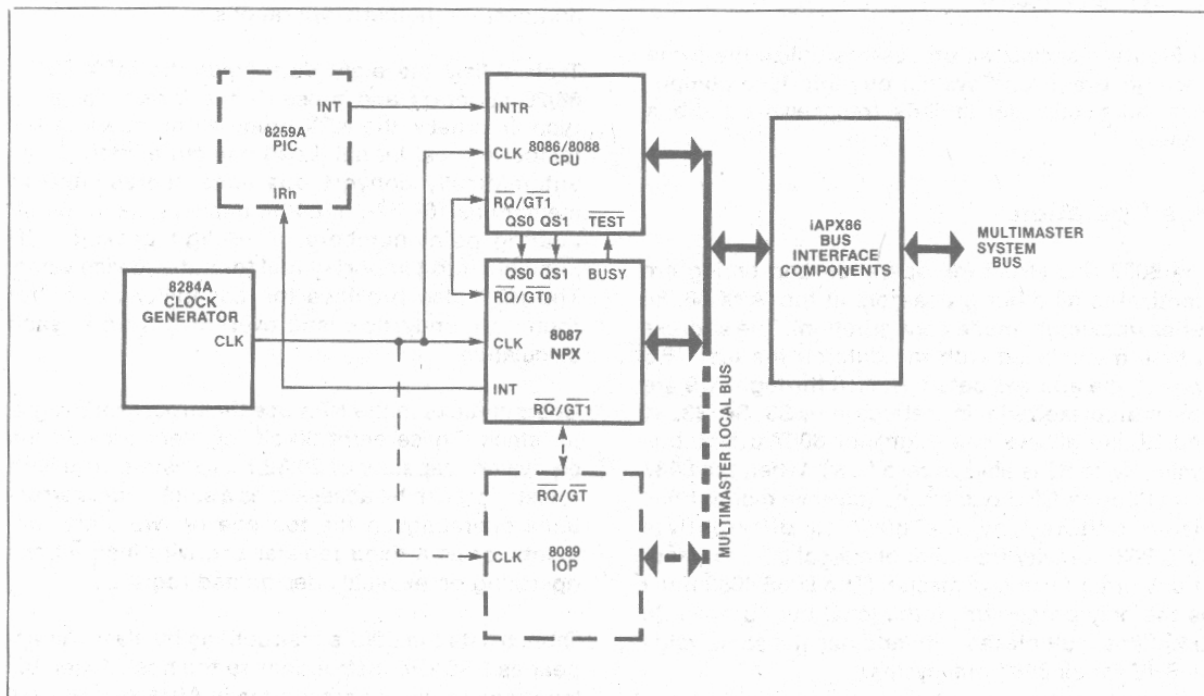 INT
8259A
PIC
IRn
8284A
CLOCK
GENERATOR
CLK
INTR
8086/8088
CPU
CLK
RQ/GT1
QS0 QS1 TEST
QS0 QS1 BUSY
RQ/GT0
CLK
8087
NPX
INT
RQ/GT1
RQ/GT
8089
IOP
CLK
MULTIMASTER LOCAL BUS
iAPX86
BUS
INTERFACE
COMPONENTS
MULTIMASTER
SYSTEM
BUS